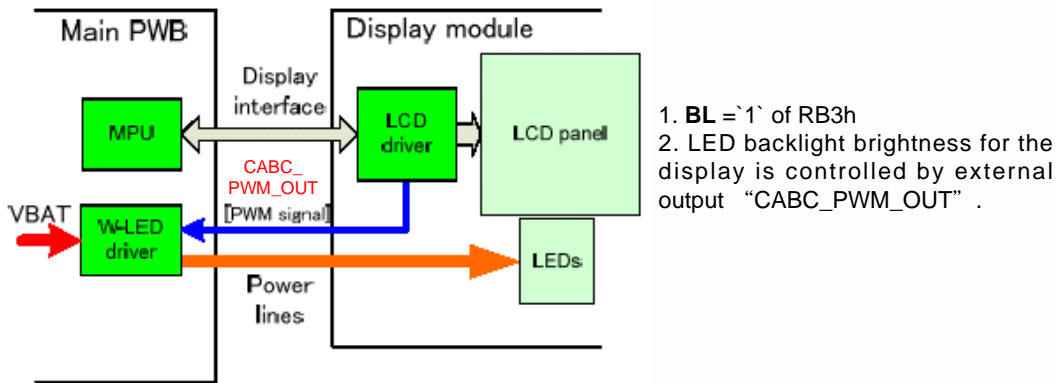 Main PWB
Display module
Display
interface
MPU
LCD
driver
LCD panel
CABC_
PWM_OUT
[PWM signal]
VBAT
W-LED
driver
LEDs
Power
lines
1. BL =`1` of RB3h
2. LED backlight brightness for the
display is controlled by external
output “CABC_PWM_OUT” .